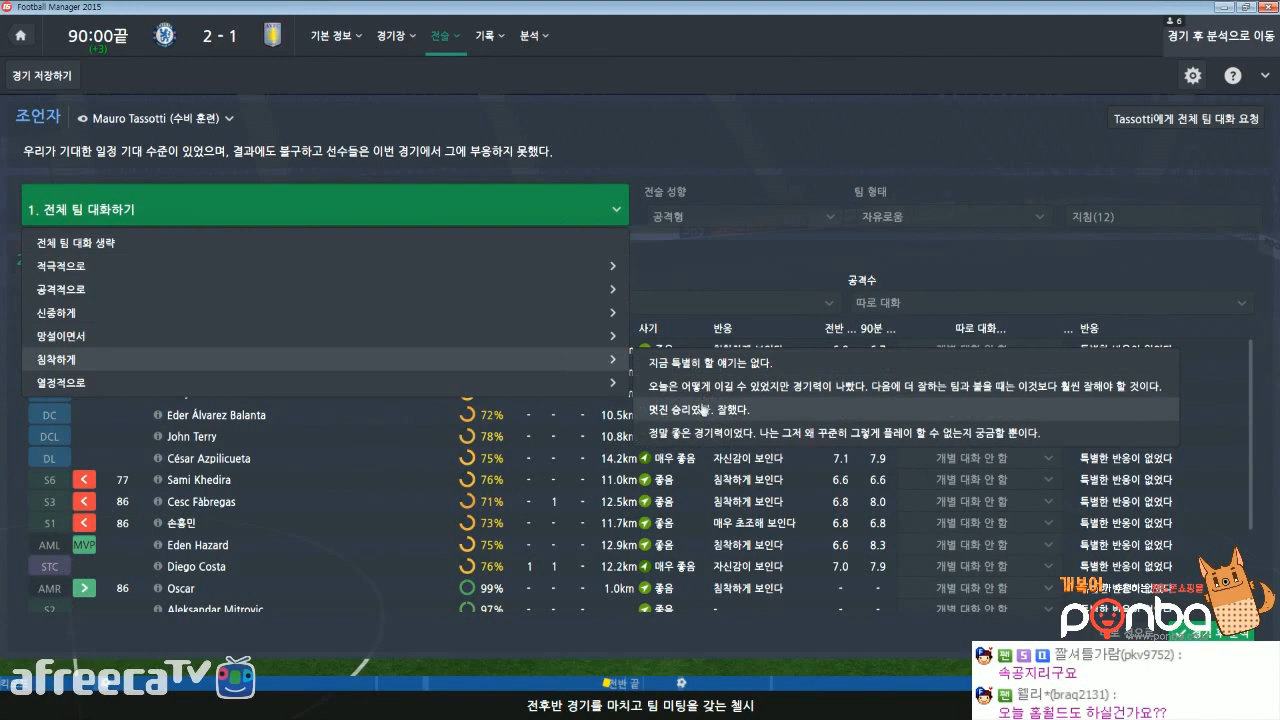 Football Manager 2015
90:00끝
(+3)
2 - 1
기본 정보
경기장
전술
기록
분석
6
경기 후 분석으로 이동
경기 저장하기
?
조언자
Mauro Tassotti (수비 훈련)
Tassotti에게 전체 팀 대화 요청
우리가 기대한 일정 기대 수준이 있었으며, 결과에도 불구하고 선수들은 이번 경기에서 그에 부응하지 못했다.
1. 전체 팀 대화하기
전술 성향
팀 형태
공격형
자유로움
지침(12)
전체 팀 대화 생략
적극적으로
공격적으로
신중하게
망설이면서
침착하게
열정적으로
공격수
따로 대화
사기 반응 전반 ... 90분 ... 따로 대화... ... 반응
지금 특별히 할 얘기는 없다.
오늘은 어떻게 이길 수 있었지만 경기력이 나빴다. 다음에 더 잘하는 팀과 붙을 때는 이것보다 훨씬 잘해야 할 것이다.
멋진 승리였다. 잘했다.
정말 좋은 경기력이었다. 나는 그저 왜 꾸준히 그렇게 플레이 할 수 없는지 궁금할 뿐이다.
DC Eder Álvarez Balanta 72% - - - 10.5km
DCL John Terry 78% - - - 10.8km
DL César Azpilicueta 75% - - - 14.2km 매우 좋음 자신감이 보인다 7.1 7.9 개별 대화 안 함 특별한 반응이 없었다
S6 77 Sami Khedira 76% - - - 11.0km 좋음 침착하게 보인다 6.6 6.6 개별 대화 안 함 특별한 반응이 없었다
S3 86 Cesc Fàbregas 71% - 1 - 12.5km 좋음 침착하게 보인다 6.8 8.0 개별 대화 안 함 특별한 반응이 없었다
S1 86 손흥민 73% - - - 11.7km 좋음 매우 초조해 보인다 6.8 6.8 개별 대화 안 함 특별한 반응이 없었다
AML MVP Eden Hazard 75% - - - 12.9km 좋음 침착하게 보인다 6.6 8.3 개별 대화 안 함 특별한 반응이 없었다
STC Diego Costa 76% 1 1 - 12.2km 매우 좋음 자신감이 보인다 7.0 7.9 개별 대화 안 함 특별한 반응이 없었다
AMR 86 Oscar 99% - - - 1.0km 좋음 침착하게 보인다 - - 개별 대화 안 함
S2 Aleksandar Mitrovic 97% - - - 좋음 - - - 개별 대화 안 함
개복어
ponba
afreecaTV
전반 끝
전후반 경기를 마치고 팀 미팅을 갖는 첼시
팬 5 짤셔틀가람(pkv9752) :
속공지리구요
팬 웰리*(braq2131) :
오늘 홈월드도 하실건가요??